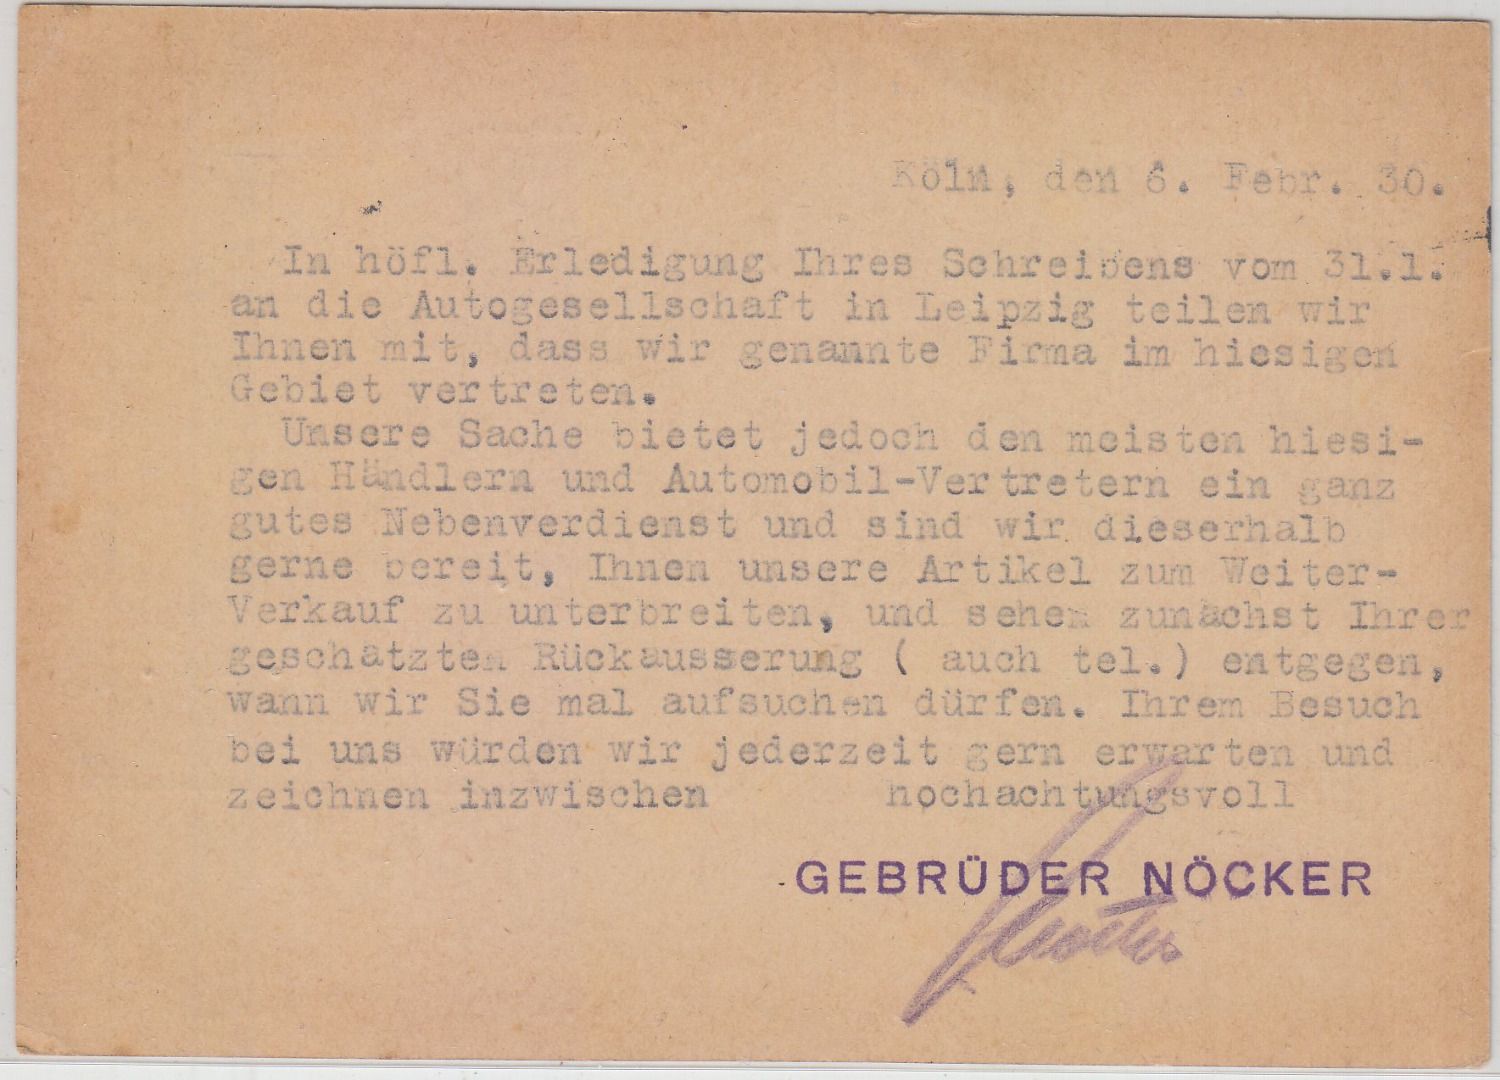 Köln, den 6. Febr. 30.
In höfl. Erledigung Ihres Schreibens vom 31.1.
an die Autogesellschaft in Leipzig teilen wir
Ihnen mit, dass wir genannte Firma im hiesigen
Gebiet vertreten.
Unsere Sache bietet jedoch den meisten hiesi-
gen Händlern und Automobil-Vertretern ein ganz
gutes Nebenverdienst und sind wir dieserhalb
gerne bereit, Ihnen unsere Artikel zum Weiter-
Verkauf zu unterbreiten, und sehen zunächst Ihrer
geschätzten Rückäusserung ( auch tel.) entgegen,
wann wir Sie mal aufsuchen dürfen. Ihrem Besuch
bei uns würden wir jederzeit gern erwarten und
zeichnen inzwischen hochachtungsvoll
GEBRÜDER NÖCKER